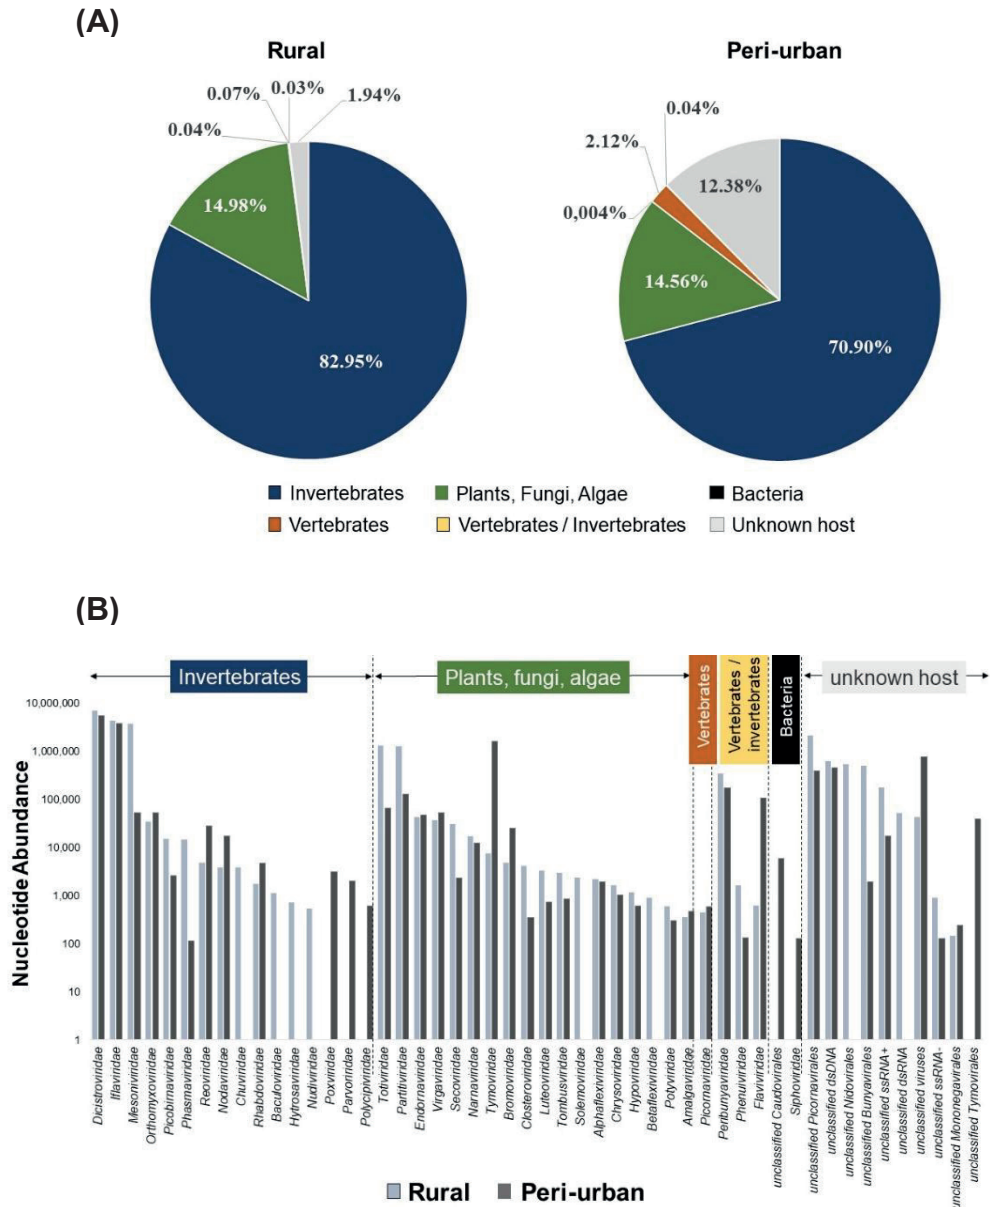 (A)
Rural
Peri-urban
0.03%
0.07%
1.94%
0.04%
14.98%
82.95%
0.04%
2.12%
12.38%
0,004%
14.56%
70.90%
Invertebrates
Plants, Fungi, Algae
Bacteria
Vertebrates
Vertebrates / Invertebrates
Unknown host
(B)
Invertebrates
Plants, fungi, algae
Vertebrates
Vertebrates /
invertebrates
Bacteria
unknown host
Nucleotide Abundance
10,000,000
1,000,000
100,000
10,000
1,000
100
10
1
Dicistroviridae
Iflaviridae
Mesoniviridae
Orthomyxoviridae
Picobirnaviridae
Phasmaviridae
Reoviridae
Nodaviridae
Chuviridae
Rhabdoviridae
Baculoviridae
Hytrosaviridae
Nudiviridae
Poxviridae
Parvoviridae
Polycipiviridae
Totiviridae
Partitiviridae
Endornaviridae
Virgaviridae
Secoviridae
Narnaviridae
Tymoviridae
Bromoviridae
Closteroviridae
Luteoviridae
Tombusviridae
Solemoviridae
Alphaflexiviridae
Chrysoviridae
Hypoviridae
Betaflexiviridae
Potyviridae
Amalgaviridae
Picornaviridae
Peribunyaviridae
Phenuiviridae
Flaviviridae
unclassified Caudovirales
Siphoviridae
unclassified Picornavirales
unclassified dsDNA
unclassified Nidovirales
unclassified Bunyavirales
unclassified ssRNA+
unclassified dsRNA
unclassified viruses
unclassified ssRNA-
unclassified Mononegavirales
unclassified Tymovirales
Rural
Peri-urban